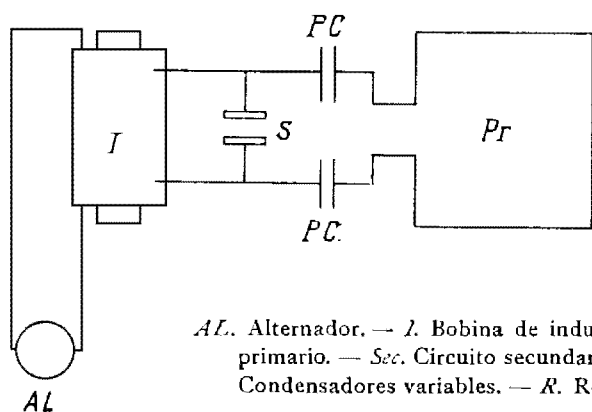 PC
I
S
Pr
PC.
AL
AL. Alternador. — I. Bobina de indu
primario. — Sec. Circuito secundar
Condensadores variables. — R. R